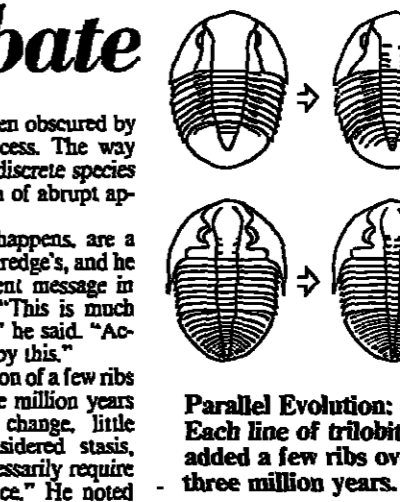 bate
en obscured by
cess. The way
discrete species
of abrupt ap-
happens, are a
redge's, and he
ent message in
"This is much
he said. "Ac-
by this."
on of a few ribs
e million years
change, little
sidered stasis,
essarily require
ce." He noted
Parallel Evolution:
Each line of trilobit
added a few ribs ov
three million years.